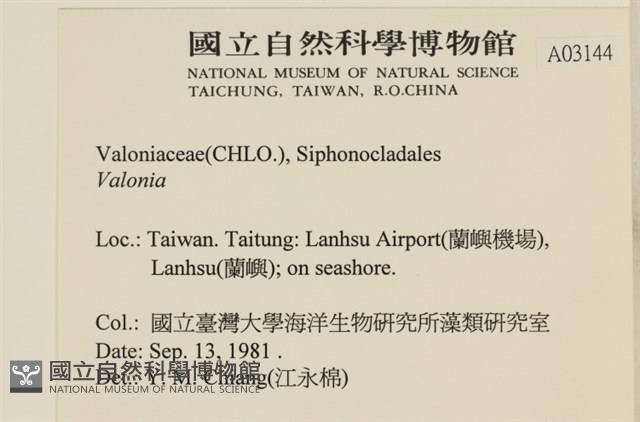 國立自然科學博物館
A03144
NATIONAL MUSEUM OF NATURAL SCIENCE
TAICHUNG, TAIWAN, R.O.CHINA
Valoniaceae(CHLO.), Siphonocladales
Valonia
Loc.: Taiwan. Taitung: Lanhsu Airport(蘭嶼機場),
Lanhsu(蘭嶼); on seashore.
Col.: 國立臺灣大學海洋生物研究所藻類研究室
Date: Sep. 13, 1981 .
Det.: Y. M. Chiang(江永棉)
國立自然科學博物館
NATIONAL MUSEUM OF NATURAL SCIENCE